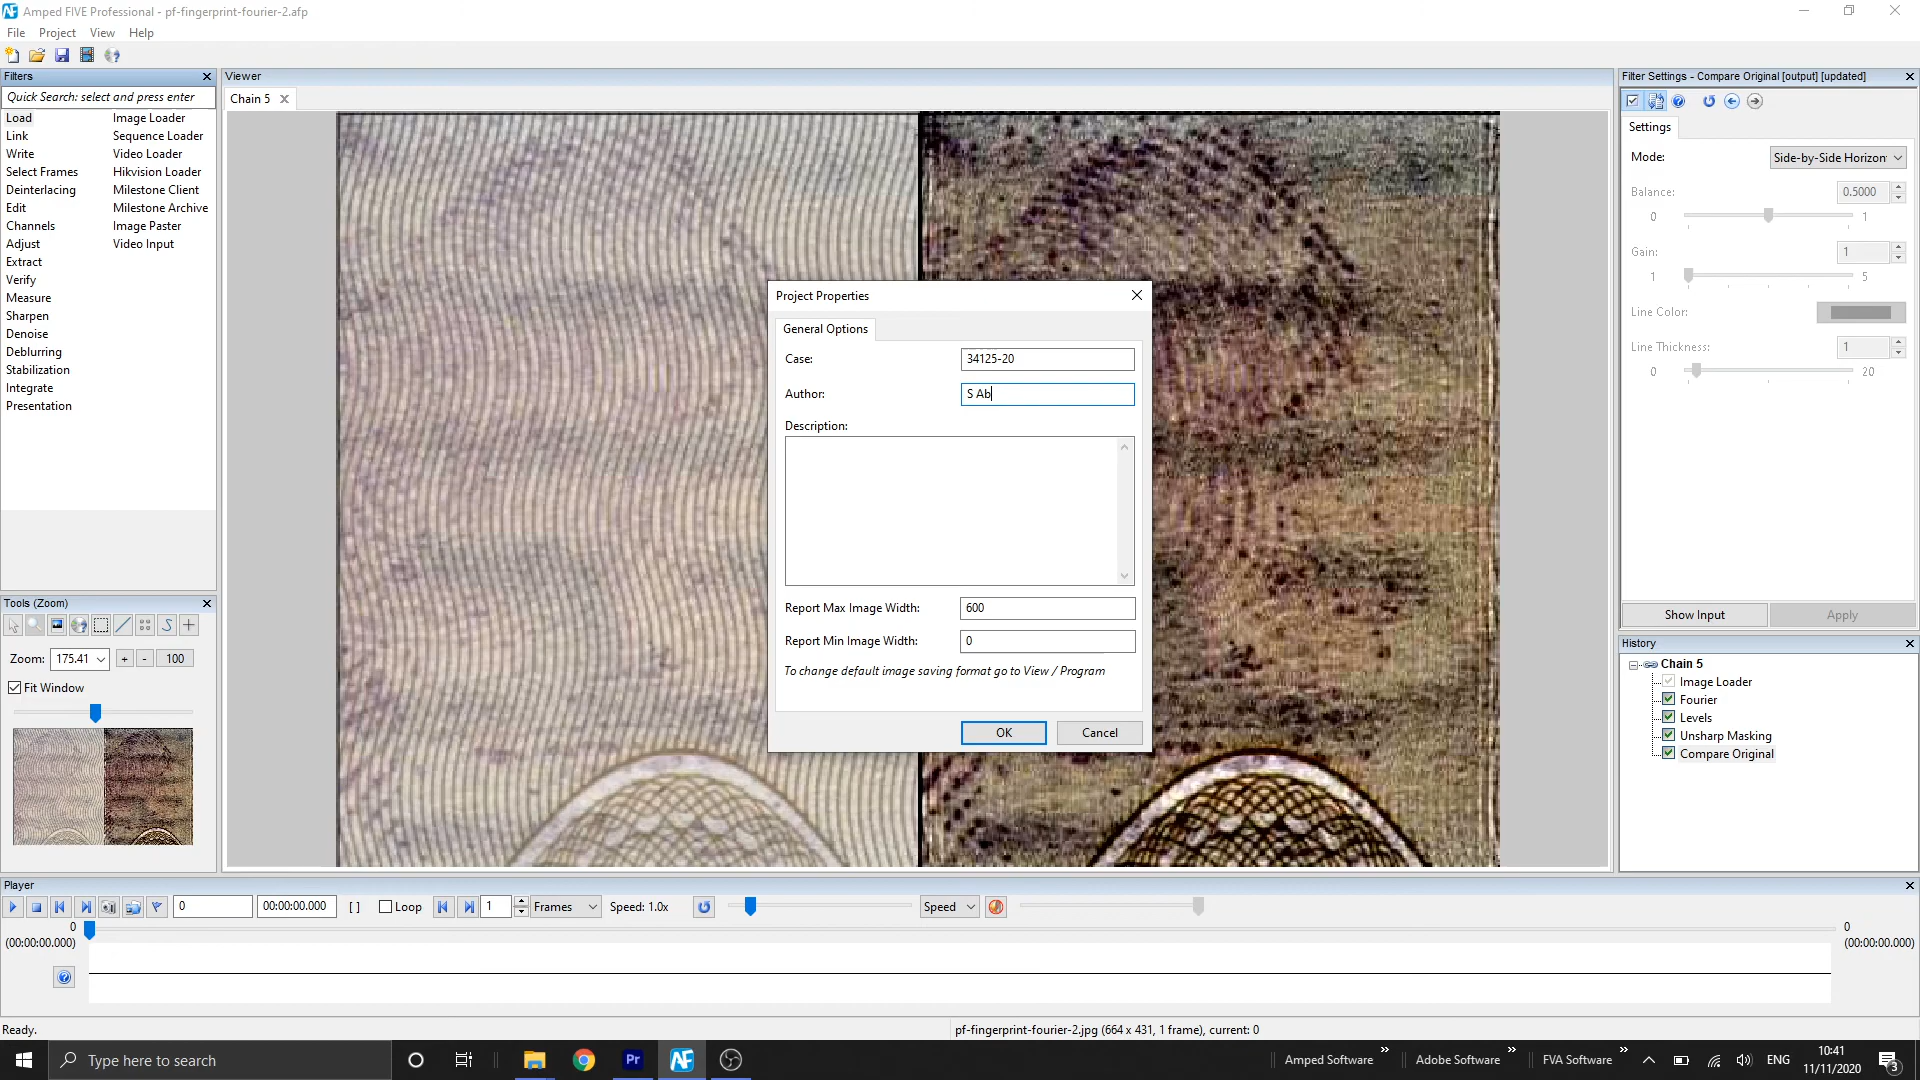 Amped FIVE Professional - pf-fingerprint-fourier-2.afp
File Project View Help
Filters
Quick Search: select and press enter
Load
Link
Write
Select Frames
Deinterlacing
Edit
Channels
Adjust
Extract
Verify
Measure
Sharpen
Denoise
Deblurring
Stabilization
Integrate
Presentation
Image Loader
Sequence Loader
Video Loader
Hikvision Loader
Milestone Client
Milestone Archive
Image Paster
Video Input
Tools (Zoom)
Zoom: 175.41 + - 100
Fit Window
Viewer
Chain 5
Project Properties
General Options
Case: 34125-20
Author: S Ab
Description:
Report Max Image Width: 600
Report Min Image Width: 0
To change default image saving format go to View / Program
OK Cancel
Filter Settings - Compare Original [output] [updated]
Settings
Mode: Side-by-Side Horizon
Balance: 0.5000
0 1
Gain: 1
1 5
Line Color:
Line Thickness: 1
0 20
Show Input Apply
History
Chain 5
Image Loader
Fourier
Levels
Unsharp Masking
Compare Original
Player
0 00:00:00.000 [ ] Loop 1 Frames Speed: 1.0x Speed
0
(00:00:00.000)
0
(00:00:00.000)
Ready.
pf-fingerprint-fourier-2.jpg (664 x 431, 1 frame), current: 0
Type here to search
Pr
AF
Amped Software
Adobe Software
FVA Software
ENG
10:41
11/11/2020
3